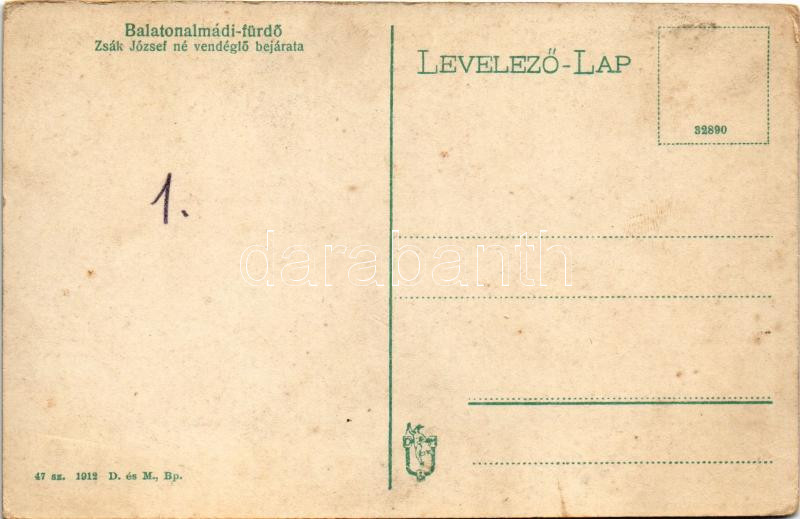 Balatonalmádi-fürdő
Zsák József né vendéglő bejárata
LEVELEZŐ-LAP
32890
1.
darabanth
47 sz. 1912 D. és M., Bp.